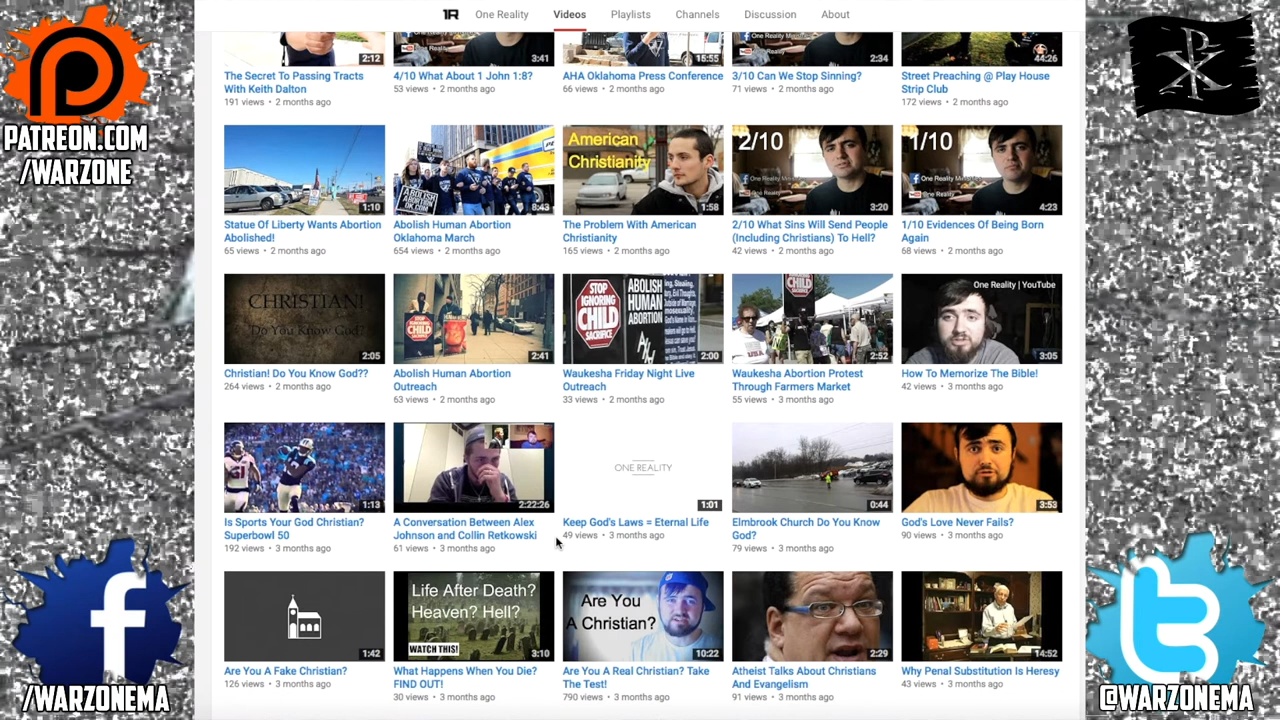 1R One Reality Videos Playlists Channels Discussion About
PATREON.COM
/WARZONE
2:12
3:41
15:55
2:34
44:26
The Secret To Passing Tracts
With Keith Dalton
191 views • 2 months ago
4/10 What About 1 John 1:8?
53 views • 2 months ago
AHA Oklahoma Press Conference
66 views • 2 months ago
3/10 Can We Stop Sinning?
71 views • 2 months ago
Street Preaching @ Play House
Strip Club
172 views • 2 months ago
1:10
Statue Of Liberty Wants Abortion
Abolished!
65 views • 2 months ago
ABOLISH
HUMAN
ABORTION
8:43
Abolish Human Abortion
Oklahoma March
654 views • 2 months ago
American
Christianity
1:58
The Problem With American
Christianity
165 views • 2 months ago
2/10
One Reality
3:20
2/10 What Sins Will Send People
(Including Christians) To Hell?
42 views • 2 months ago
1/10
One Reality
4:23
1/10 Evidences Of Being Born
Again
68 views • 2 months ago
CHRISTIAN!
Do You Know God?
2:05
Christian! Do You Know God??
264 views • 2 months ago
STOP
IGNORING
CHILD
SACRIFICE
2:41
Abolish Human Abortion
Outreach
63 views • 2 months ago
STOP
IGNORING
CHILD
SACRIFICE
ABOLISH
HUMAN
ABORTION
2:00
Waukesha Friday Night Live
Outreach
33 views • 2 months ago
CHILD
SACRIFICE
USA
2:52
Waukesha Abortion Protest
Through Farmers Market
55 views • 3 months ago
One Reality | YouTube
3:05
How To Memorize The Bible!
42 views • 3 months ago
1:13
Is Sports Your God Christian?
Superbowl 50
192 views • 3 months ago
2:22:26
A Conversation Between Alex
Johnson and Collin Retkowski
61 views • 3 months ago
ONE REALITY
1:01
Keep God's Laws = Eternal Life
49 views • 3 months ago
0:44
Elmbrook Church Do You Know
God?
79 views • 3 months ago
3:53
God's Love Never Fails?
90 views • 3 months ago
1:42
Are You A Fake Christian?
126 views • 3 months ago
Life After Death?
Heaven? Hell?
WATCH THIS!
3:10
What Happens When You Die?
FIND OUT!
30 views • 3 months ago
Are You
A Christian?
10:22
Are You A Real Christian? Take
The Test!
790 views • 3 months ago
2:29
Atheist Talks About Christians
And Evangelism
91 views • 3 months ago
14:52
Why Penal Substitution Is Heresy
43 views • 3 months ago
/WARZONEMA
@WARZONEMA